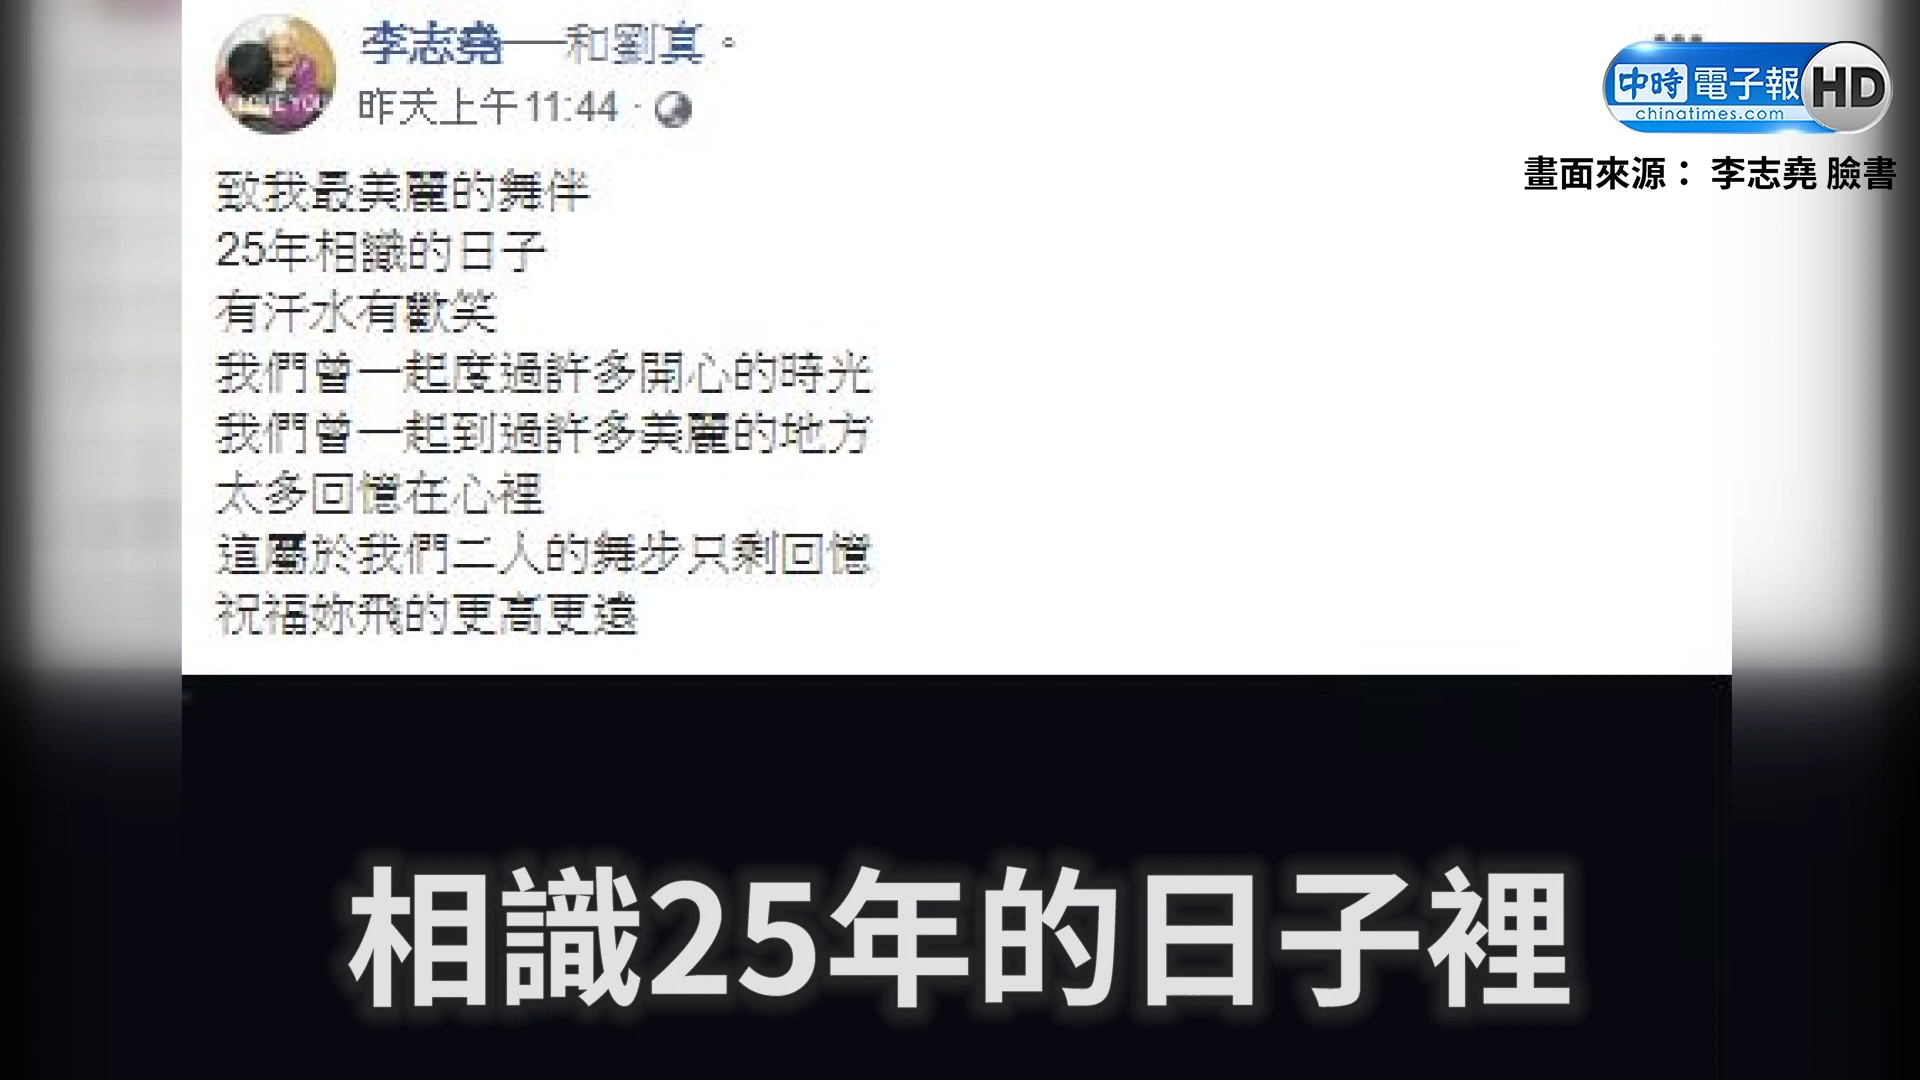 李志堯──和劉真。
昨天上午11:44 ·
致我最美麗的舞伴
25年相識的日子
有汗水有歡笑
我們曾一起度過許多開心的時光
我們曾一起到過許多美麗的地方
太多回憶在心裡
這屬於我們二人的舞步只剩回憶
祝福妳飛的更高更遠
中時電子報HD
chinatimes.com
畫面來源： 李志堯 臉書
相識25年的日子裡